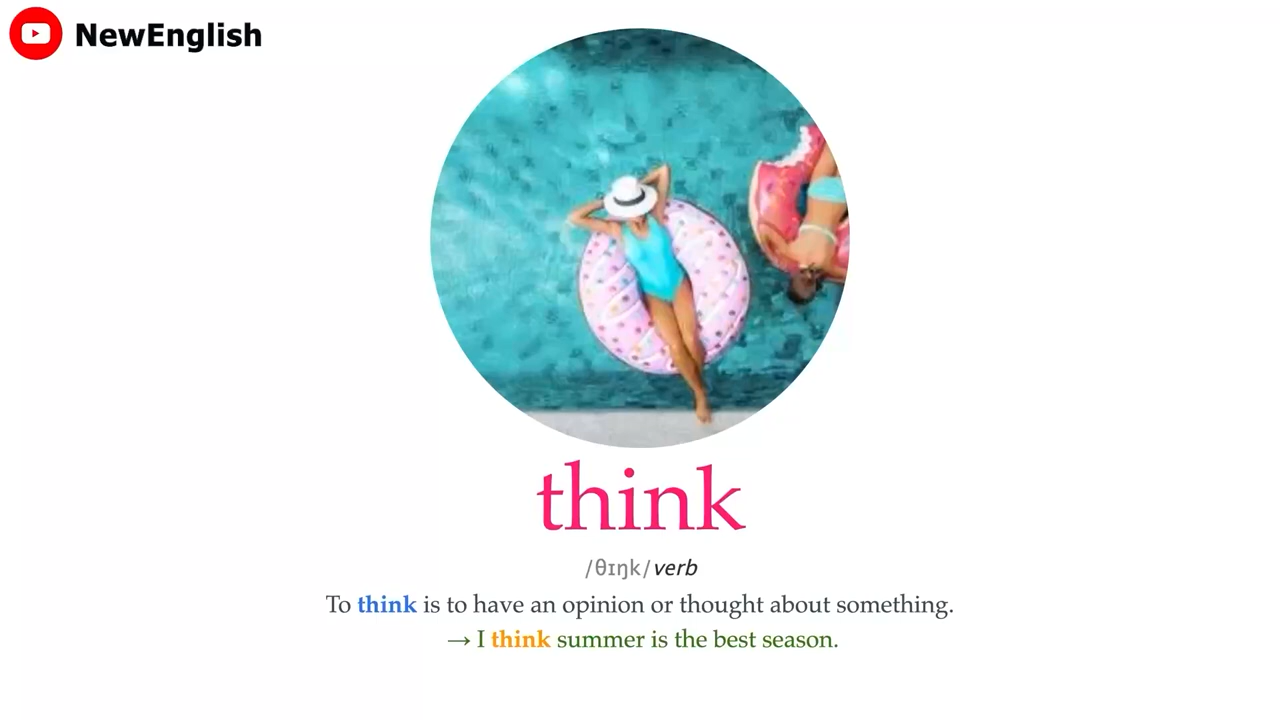 NewEnglish
think
/θɪŋk/verb
To think is to have an opinion or thought about something.
→ I think summer is the best season.